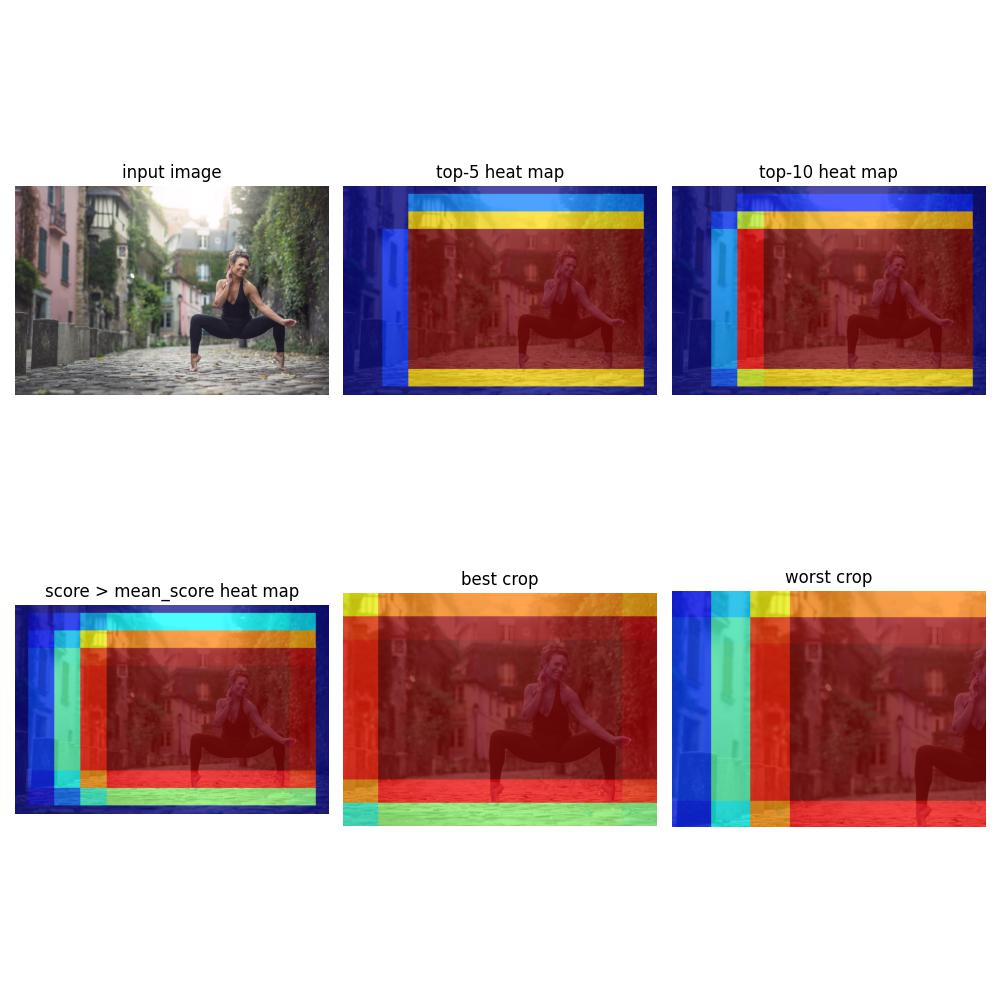 input image
top-5 heat map
top-10 heat map
score > mean_score heat map
best crop
worst crop